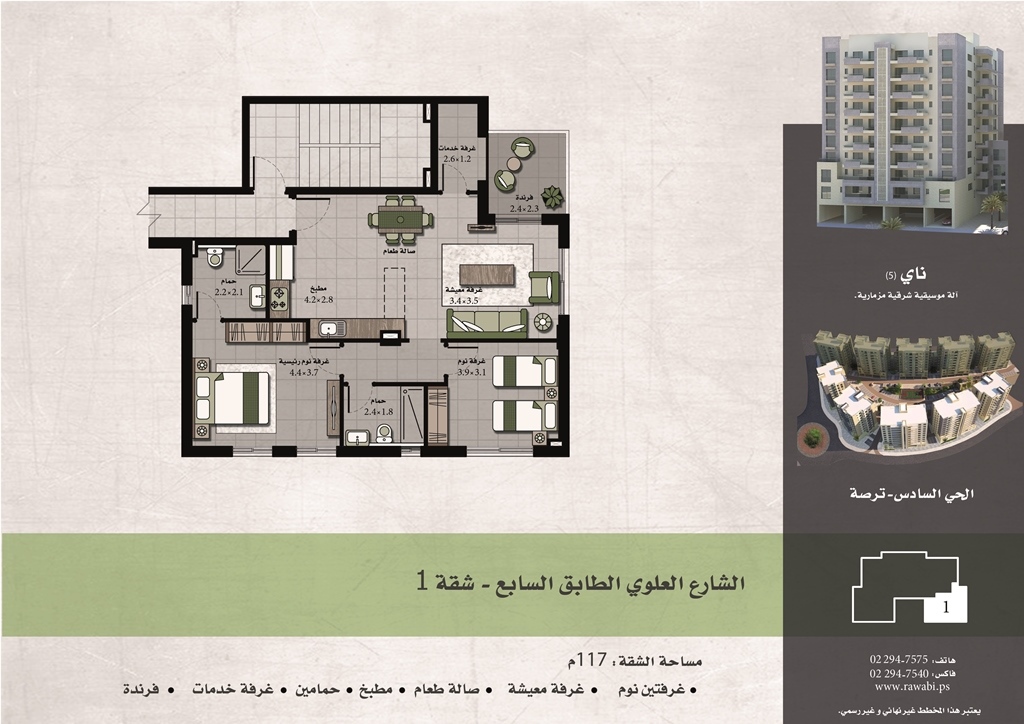 غرفة خدمات
2.6×1.2
فرندة
2.4×2.3
صالة طعام
حمام
2.2×2.1
مطبخ
4.2×2.8
غرفة معيشة
3.4×3.5
غرفة نوم رئيسية
4.4×3.7
حمام
2.4×1.8
غرفة نوم
3.9×3.1
ناي (5)
آلة موسيقية شرقية مزمارية.
الحي السادس-ترصة
1
الشارع العلوي الطابق السابع - شقة 1
مساحة الشقة: 117م
• غرفتين نوم • غرفة معيشة • صالة طعام • مطبخ • حمامين • غرفة خدمات • فرندة
هاتف: 02 294-7575
فاكس: 02 294-7540
www.rawabi.ps
يعتبر هذا المخطط غير نهائي و غير رسمي.